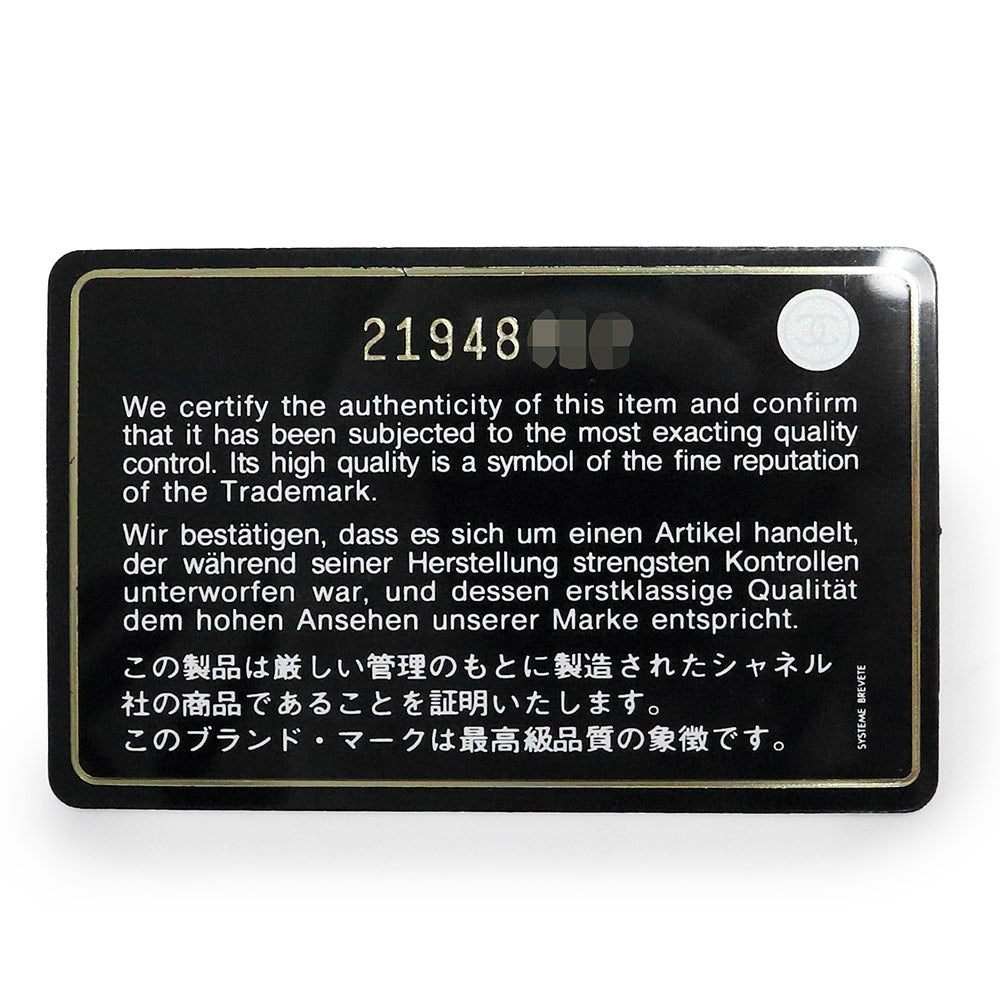 21948
We certify the authenticity of this item and confirm
that it has been subjected to the most exacting quality
control. Its high quality is a symbol of the fine reputation
of the Trademark.
Wir bestätigen, dass es sich um einen Artikel handelt,
der während seiner Herstellung strengsten Kontrollen
unterworfen war, und dessen erstklassige Qualität
dem hohen Ansehen unserer Marke entspricht.
この製品は厳しい管理のもとに製造されたシャネル
社の商品であることを証明いたします。
このブランド・マークは最高級品質の象徴です。
SYSTEME BREVETE